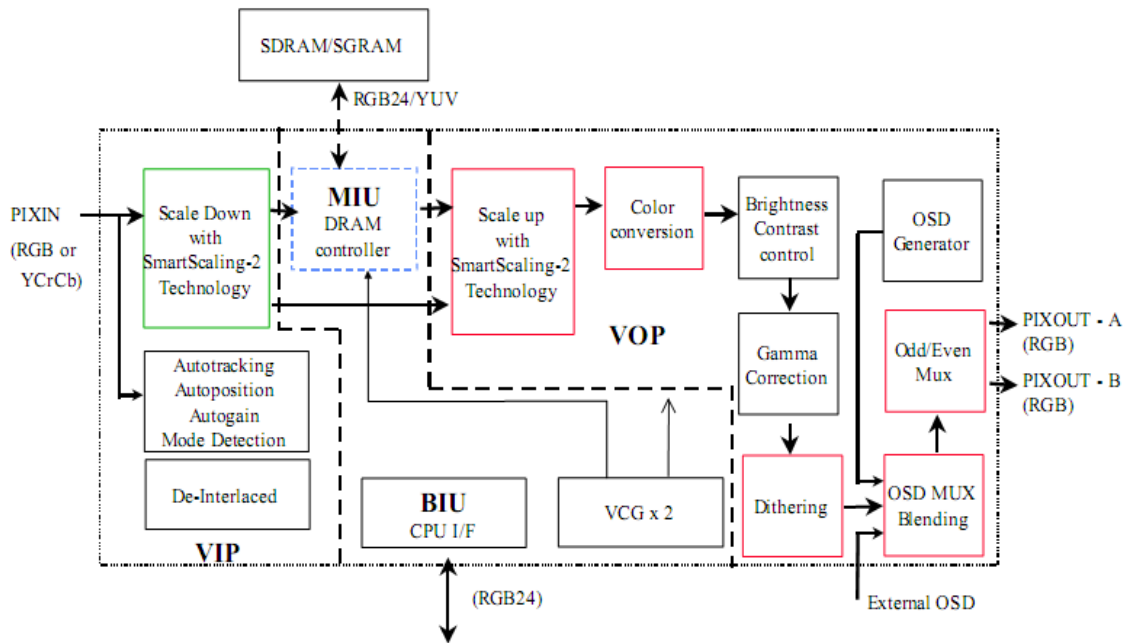 SDRAM/SGRAM
RGB24/YUV
PIXIN
(RGB or
YCrCb)
Scale Down
with
SmartScaling-2
Technology
MIU
DRAM
controller
Scale up
with
SmartScaling-2
Technology
Color
conversion
Brightness
Contrast
control
OSD
Generator
VOP
Autotracking
Autoposition
Autogain
Mode Detection
Gamma
Correction
Odd/Even
Mux
PIXOUT - A
(RGB)
PIXOUT - B
(RGB)
De-Interlaced
VIP
BIU
CPU I/F
VCG x 2
Dithering
OSD MUX
Blending
(RGB24)
External OSD